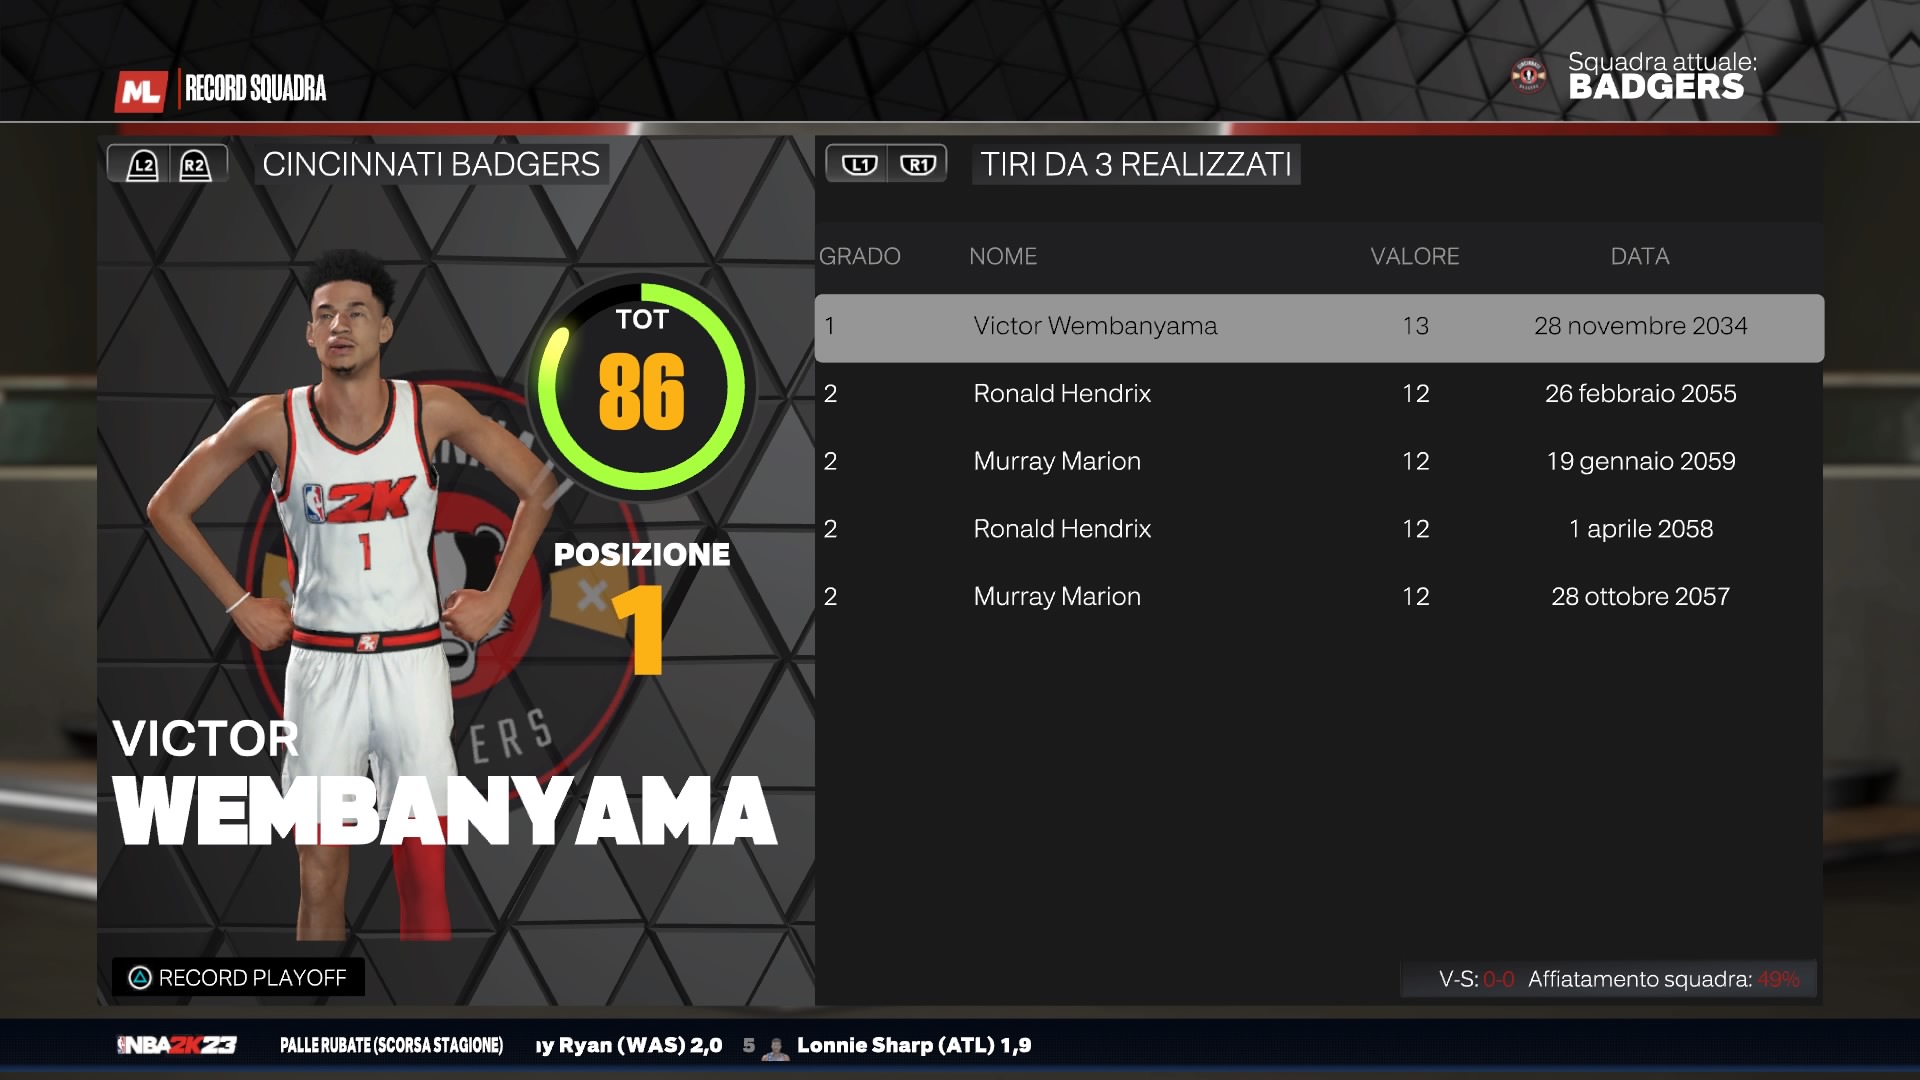 ML RECORD SQUADRA
Squadra attuale:
BADGERS
L2 R2 CINCINNATI BADGERS
L1 R1 TIRI DA 3 REALIZZATI
GRADO NOME VALORE DATA
1 Victor Wembanyama 13 28 novembre 2034
2 Ronald Hendrix 12 26 febbraio 2055
2 Murray Marion 12 19 gennaio 2059
2 Ronald Hendrix 12 1 aprile 2058
2 Murray Marion 12 28 ottobre 2057
TOT
86
2K
1
POSIZIONE
1
ERS
VICTOR
WEMBANYAMA
RECORD PLAYOFF
V-S: 0-0 Affiatamento squadra: 49%
NBA2K23 PALLE RUBATE (SCORSA STAGIONE) Ryan (WAS) 2,0 5 Lonnie Sharp (ATL) 1,9